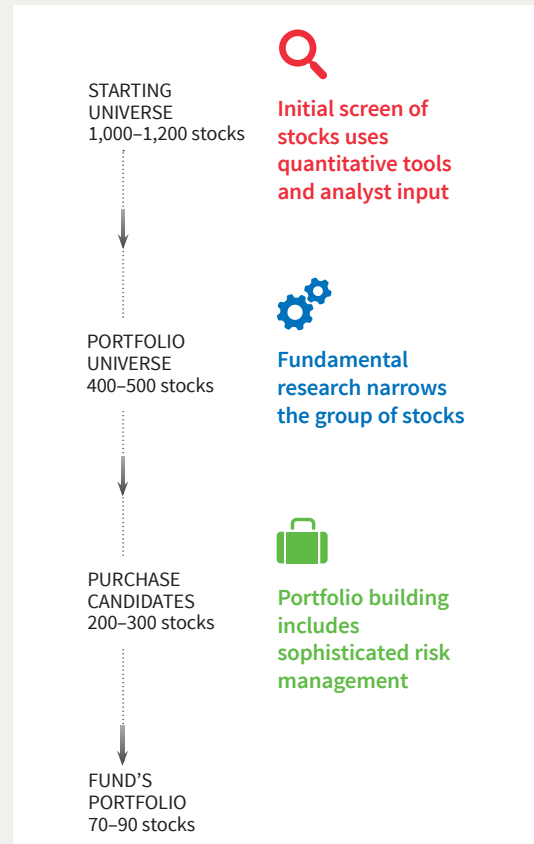 STARTING
UNIVERSE
1,000–1,200 stocks
Initial screen of
stocks uses
quantitative tools
and analyst input
PORTFOLIO
UNIVERSE
400–500 stocks
Fundamental
research narrows
the group of stocks
PURCHASE
CANDIDATES
200–300 stocks
Portfolio building
includes
sophisticated risk
management
FUND’S
PORTFOLIO
70–90 stocks